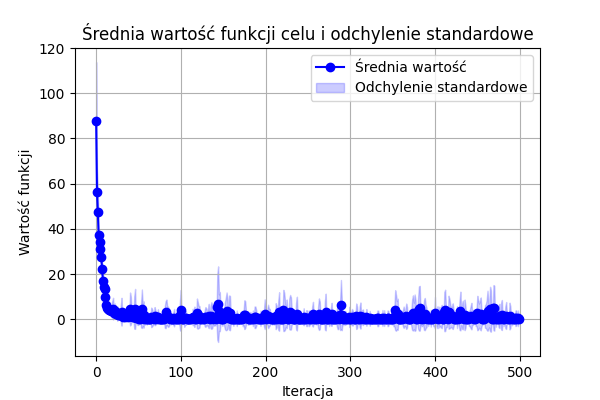 Średnia wartość funkcji celu i odchylenie standardowe
120
100
80
60
40
20
0
Wartość funkcji
Średnia wartość
Odchylenie standardowe
0 100 200 300 400 500
Iteracja